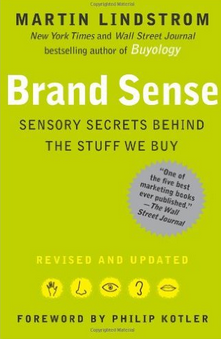 MARTIN LINDSTROM
New York Times and Wall Street Journal
bestselling author of Buyology
Brand Sense
SENSORY SECRETS BEHIND
THE STUFF WE BUY
"One of
the five best
marketing books
ever published."
—The Wall
Street Journal
REVISED AND UPDATED
FOREWORD BY PHILIP KOTLER